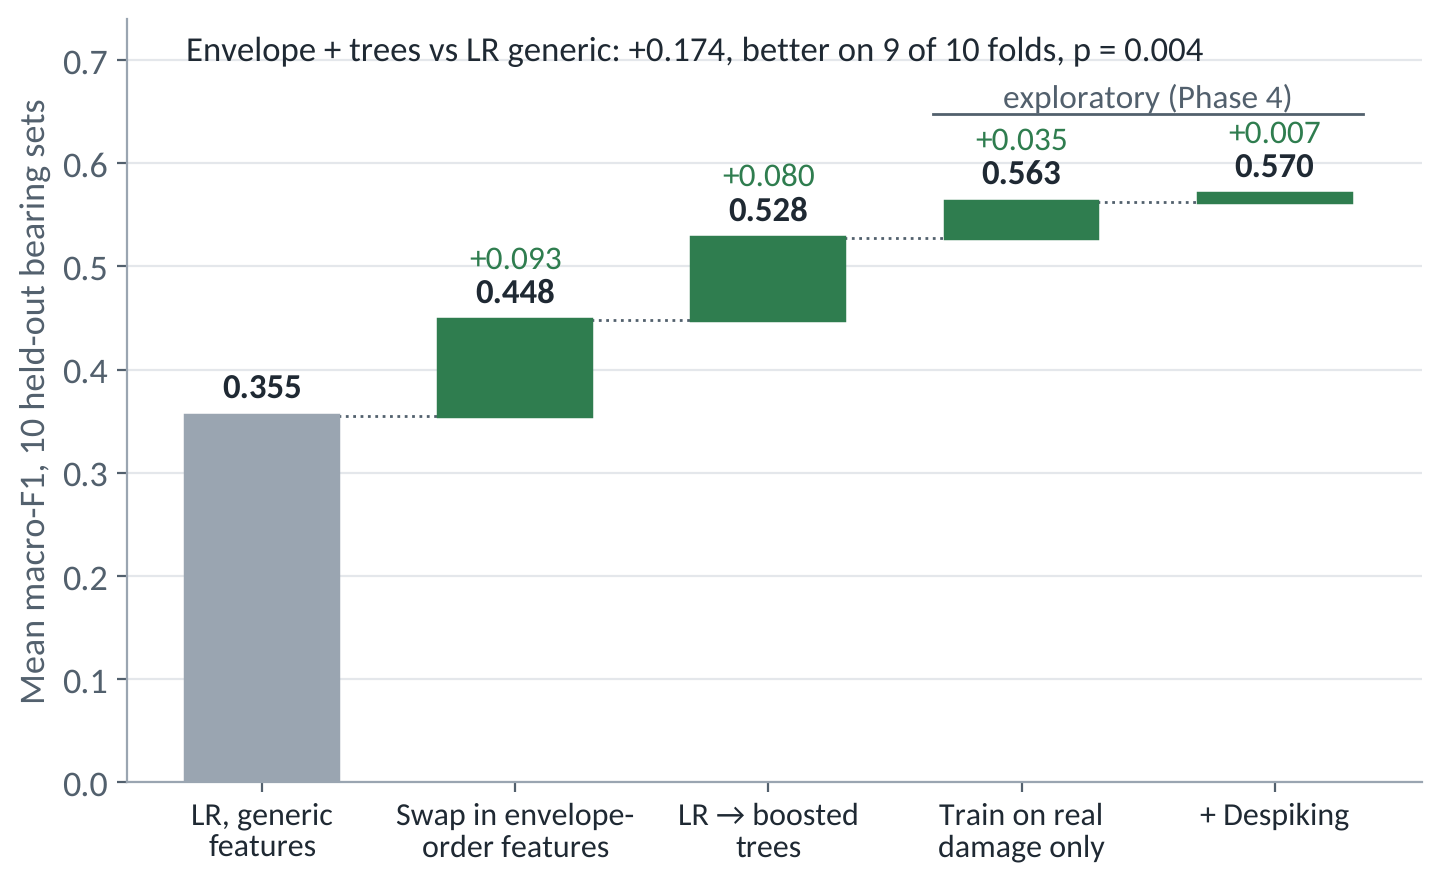 Envelope + trees vs LR generic: +0.174, better on 9 of 10 folds, p = 0.004
exploratory (Phase 4)
+0.035
+0.007
0.563
0.570
+0.080
0.528
+0.093
0.448
0.355
Mean macro-F1, 10 held-out bearing sets
0.7
0.6
0.5
0.4
0.3
0.2
0.1
0.0
LR, generic
features
Swap in envelope-
order features
LR → boosted
trees
Train on real
damage only
+ Despiking